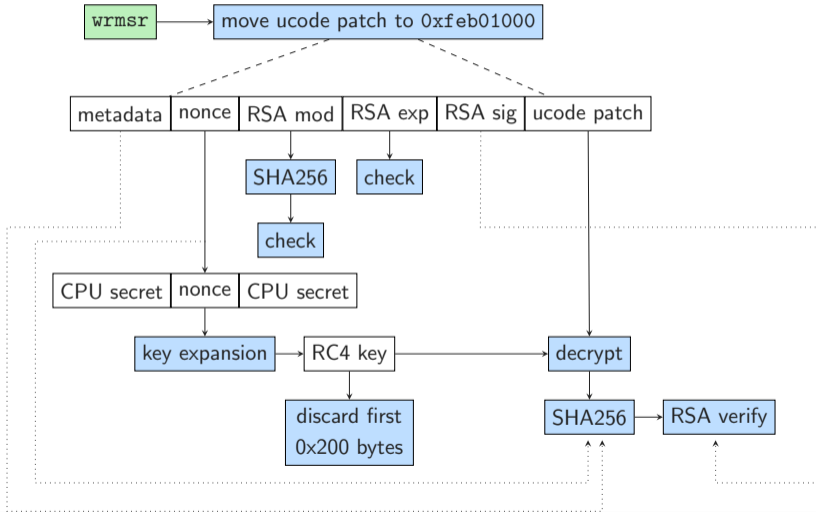 wrmsr
move ucode patch to 0xfeb01000
metadata
nonce
RSA mod
RSA exp
RSA sig
ucode patch
SHA256
check
check
CPU secret
nonce
CPU secret
key expansion
RC4 key
decrypt
discard first
0x200 bytes
SHA256
RSA verify